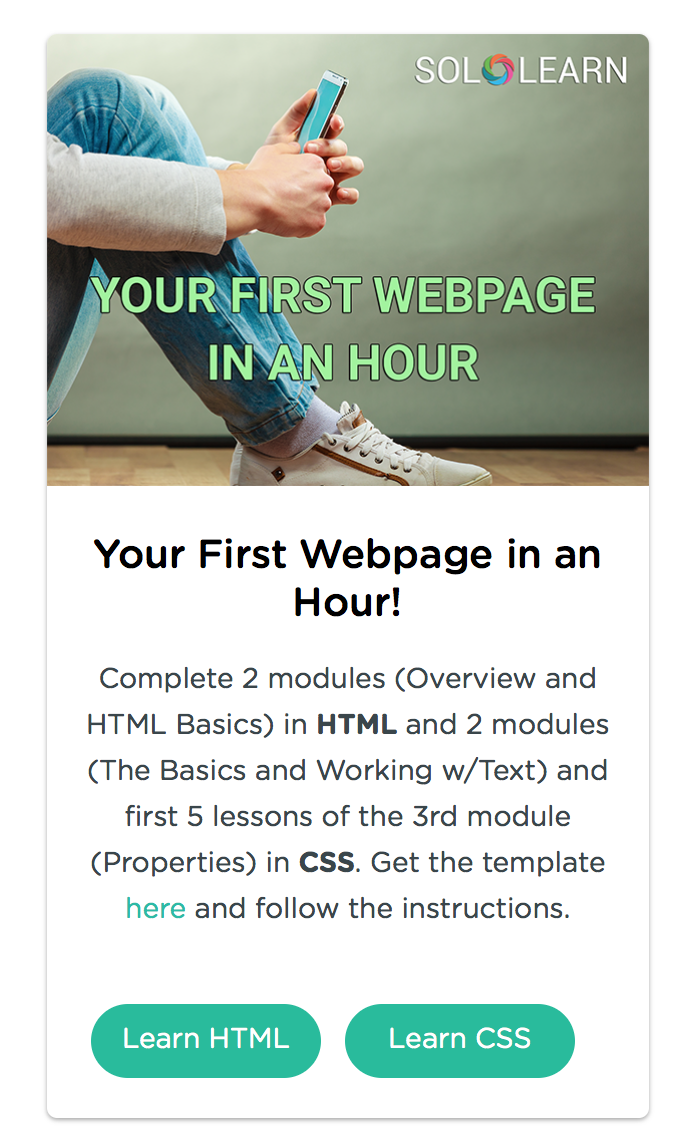 SOLOLEARN
YOUR FIRST WEBPAGE
IN AN HOUR
Your First Webpage in an
Hour!
Complete 2 modules (Overview and
HTML Basics) in HTML and 2 modules
(The Basics and Working w/Text) and
first 5 lessons of the 3rd module
(Properties) in CSS. Get the template
here and follow the instructions.
Learn HTML
Learn CSS